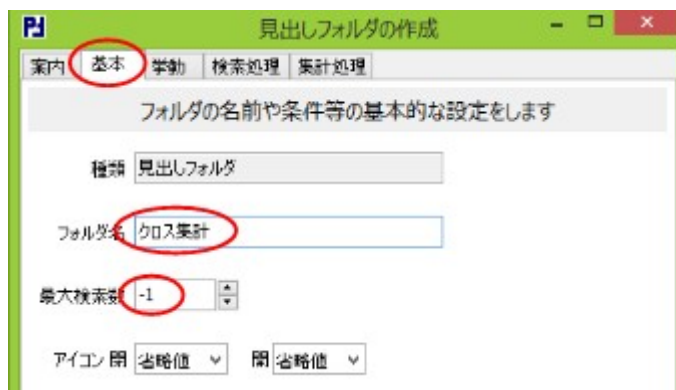 見出しフォルダの作成
案内 基本 挙動 検索処理 集計処理
フォルダの名前や条件等の基本的な設定をします
種類 見出しフォルダ
フォルダ名 クロス集計
最大検索数 -1
アイコン 閉 省略値 開 省略値